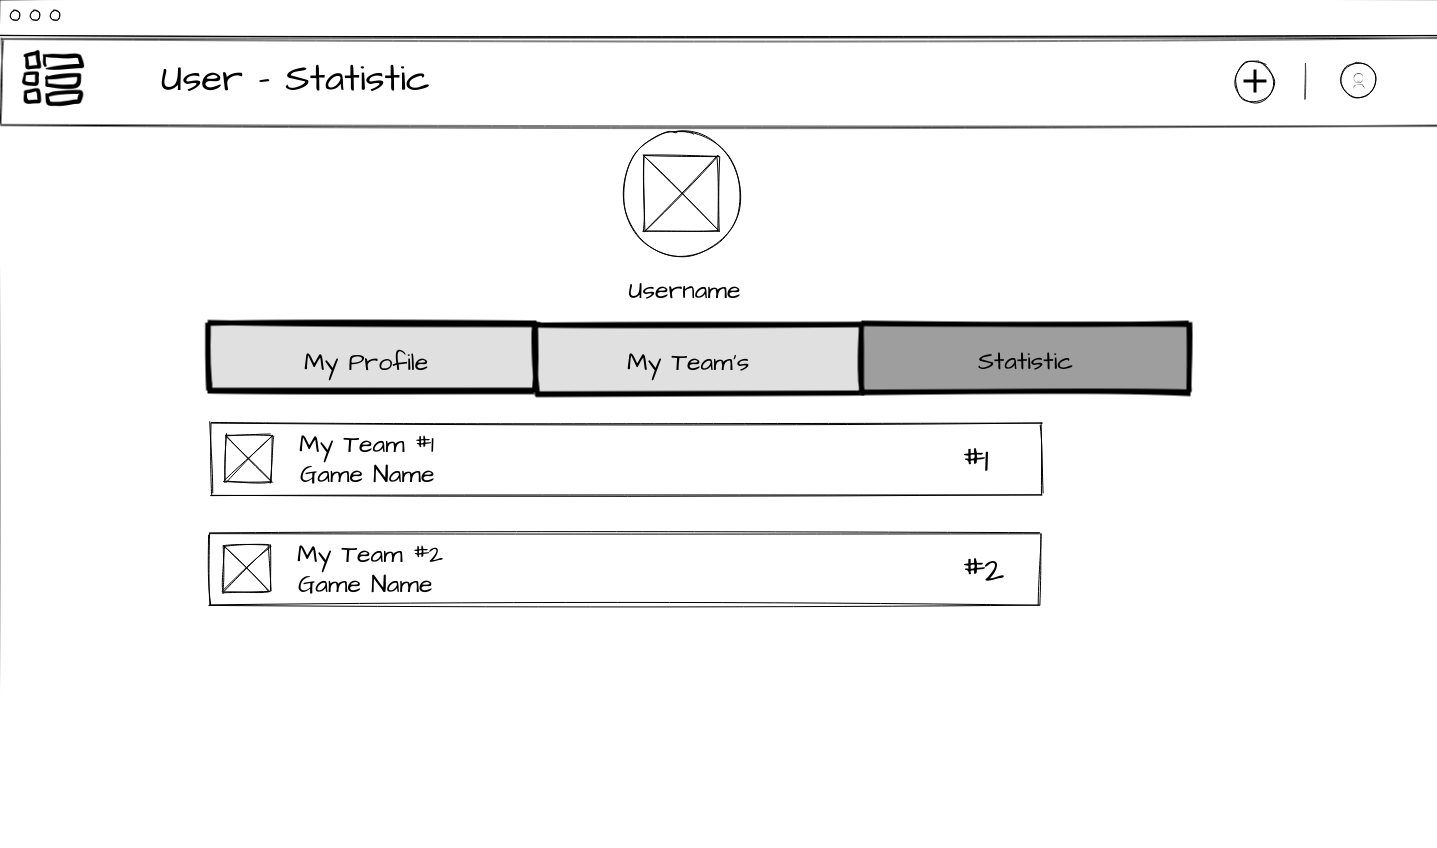 User - Statistic
Username
My Profile
My Team's
Statistic
My Team #1
Game Name
#1
My Team #2
Game Name
#2